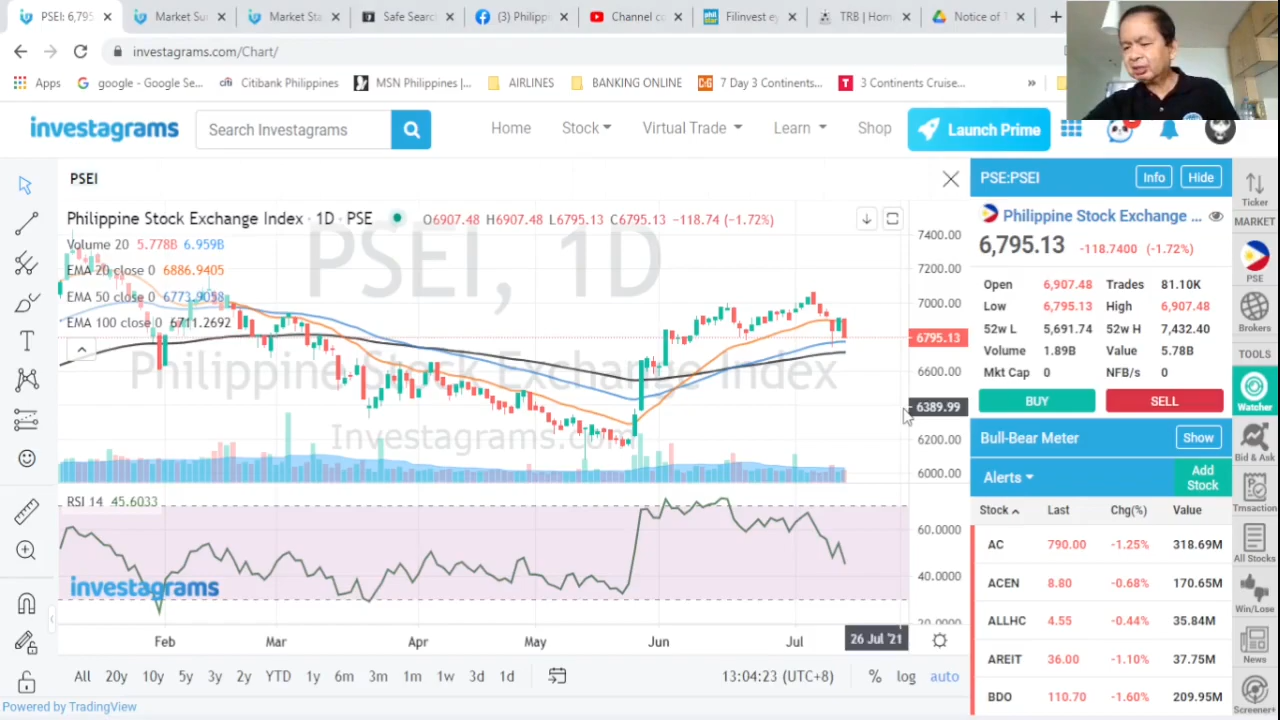 PSEI: 6,795
Market Sur
Market Sta
Safe Searc
(3) Philipp
Channel co
Filinvest ey
TRB | Hom
Notice of T
investagrams.com/Chart/
Apps
google - Google Se...
Citibank Philippines
MSN Philippines |...
AIRLINES
BANKING ONLINE
7 Day 3 Continents...
3 Continents Cruise...
»
investagrams
Search Investagrams
Home
Stock
Virtual Trade
Learn
Shop
Launch Prime
PSEI
PSE:PSEI
Info
Hide
Ticker
MARKET
PSE
Brokers
TOOLS
Watcher
Bid & Ask
Trnsaction
All Stocks
Win/Lose
News
Screener+
Philippine Stock Exchange Index · 1D · PSE
O6907.48 H6907.48 L6795.13 C6795.13 -118.74 (-1.72%)
Volume 20 5.778B 6.959B
EMA 20 close 0 6886.9405
EMA 50 close 0 6773.9058
EMA 100 close 0 6711.2692
PSEI, 1D
Philippine Stock Exchange Index
Investagrams.com
7400.00
7200.00
7000.00
6795.13
6600.00
6389.99
6200.00
6000.00
RSI 14 45.6033
60.0000
40.0000
20.0000
investagrams
Feb
Mar
Apr
May
Jun
Jul
26 Jul '21
All
20y
10y
5y
3y
2y
YTD
1y
6m
3m
1m
1w
3d
1d
13:04:23 (UTC+8)
%
log
auto
Powered by TradingView
Philippine Stock Exchange ...
6,795.13 -118.7400 (-1.72%)
Open 6,907.48 Trades 81.10K
Low 6,795.13 High 6,907.48
52w L 5,691.74 52w H 7,432.40
Volume 1.89B Value 5.78B
Mkt Cap 0 NFB/s 0
BUY
SELL
Bull-Bear Meter
Show
Alerts
Add Stock
Stock Last Chg(%) Value
AC 790.00 -1.25% 318.69M
ACEN 8.80 -0.68% 170.65M
ALLHC 4.55 -0.44% 35.84M
AREIT 36.00 -1.10% 37.75M
BDO 110.70 -1.60% 209.95M